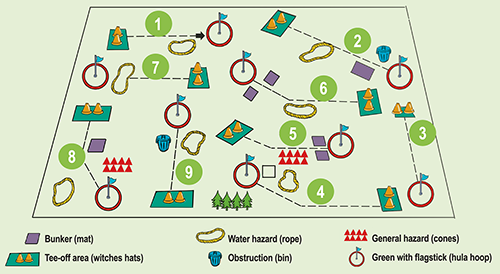 1
2
7
6
3
5
8
9
4
Bunker (mat)
Water hazard (rope)
General hazard (cones)
Tee-off area (witches hats)
Obstruction (bin)
Green with flagstick (hula hoop)